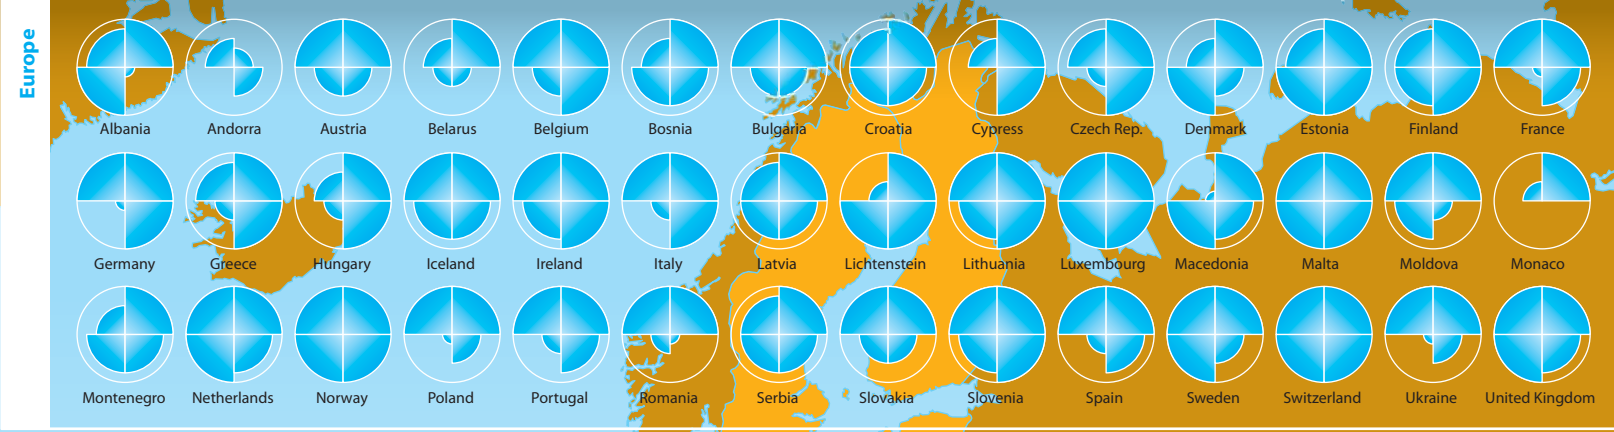 Europe
Albania Andorra Austria Belarus Belgium Bosnia Bulgaria Croatia Cypress Czech Rep. Denmark Estonia Finland France
Germany Greece Hungary Iceland Ireland Italy Latvia Lichtenstein Lithuania Luxembourg Macedonia Malta Moldova Monaco
Montenegro Netherlands Norway Poland Portugal Romania Serbia Slovakia Slovenia Spain Sweden Switzerland Ukraine United Kingdom